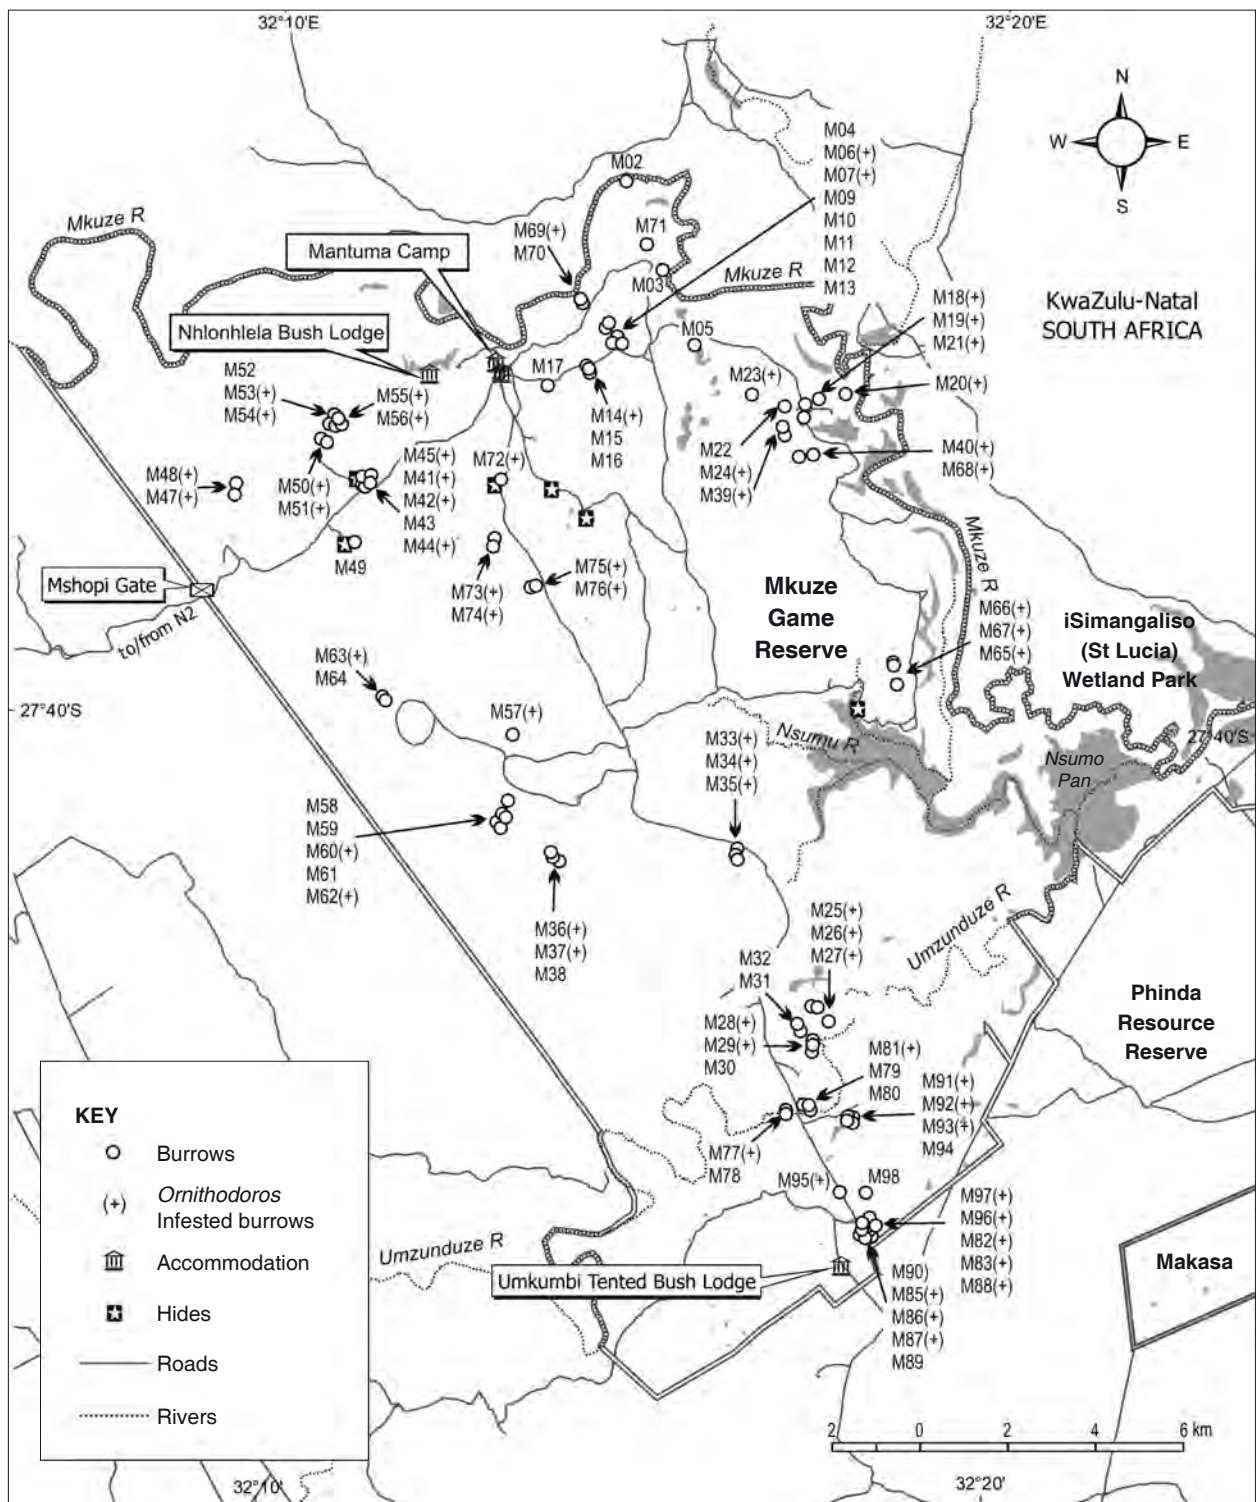 32°10'E
32°20'E
N
W
E
S
M04
M06(+)
M07(+)
M09
M10
M11
M12
M13
M02
Mkuze R
M69(+)
M70
M71
Mantuma Camp
M03
Mkuze R
KwaZulu-Natal
SOUTH AFRICA
M18(+)
M19(+)
M21(+)
Nhlonhlela Bush Lodge
M05
M17
M23(+)
M20(+)
M52
M53(+)
M54(+)
M55(+)
M56(+)
M14(+)
M15
M16
M22
M24(+)
M39(+)
M40(+)
M68(+)
M48(+)
M47(+)
M50(+)
M51(+)
M45(+)
M41(+)
M42(+)
M43
M44(+)
M72(+)
M49
Mkuze R
Mshopi Gate
to/from N2
M73(+)
M74(+)
M75(+)
M76(+)
Mkuze
Game
Reserve
M66(+)
M67(+)
M65(+)
iSimangaliso
(St Lucia)
Wetland Park
M63(+)
M64
27°40'S
M57(+)
M33(+)
M34(+)
M35(+)
Nsumu R
27°40'S
Nsumo
Pan
M58
M59
M60(+)
M61
M62(+)
M36(+)
M37(+)
M38
M25(+)
M26(+)
M27(+)
Umzunduze R
M32
M31
Phinda
Resource
Reserve
M28(+)
M29(+)
M30
M81(+)
M79
M80
M91(+)
M92(+)
M93(+)
M94
M77(+)
M78
M95(+)
M98
M97(+)
M96(+)
M82(+)
M83(+)
M88(+)
Makasa
Umzunduze R
Umkumbi Tented Bush Lodge
M90)
M85(+)
M86(+)
M87(+)
M89
KEY
Burrows
(+)
Ornithodoros
Infested burrows
Accommodation
Hides
Roads
Rivers
2 0 2 4 6 km
32°10'
32°20'